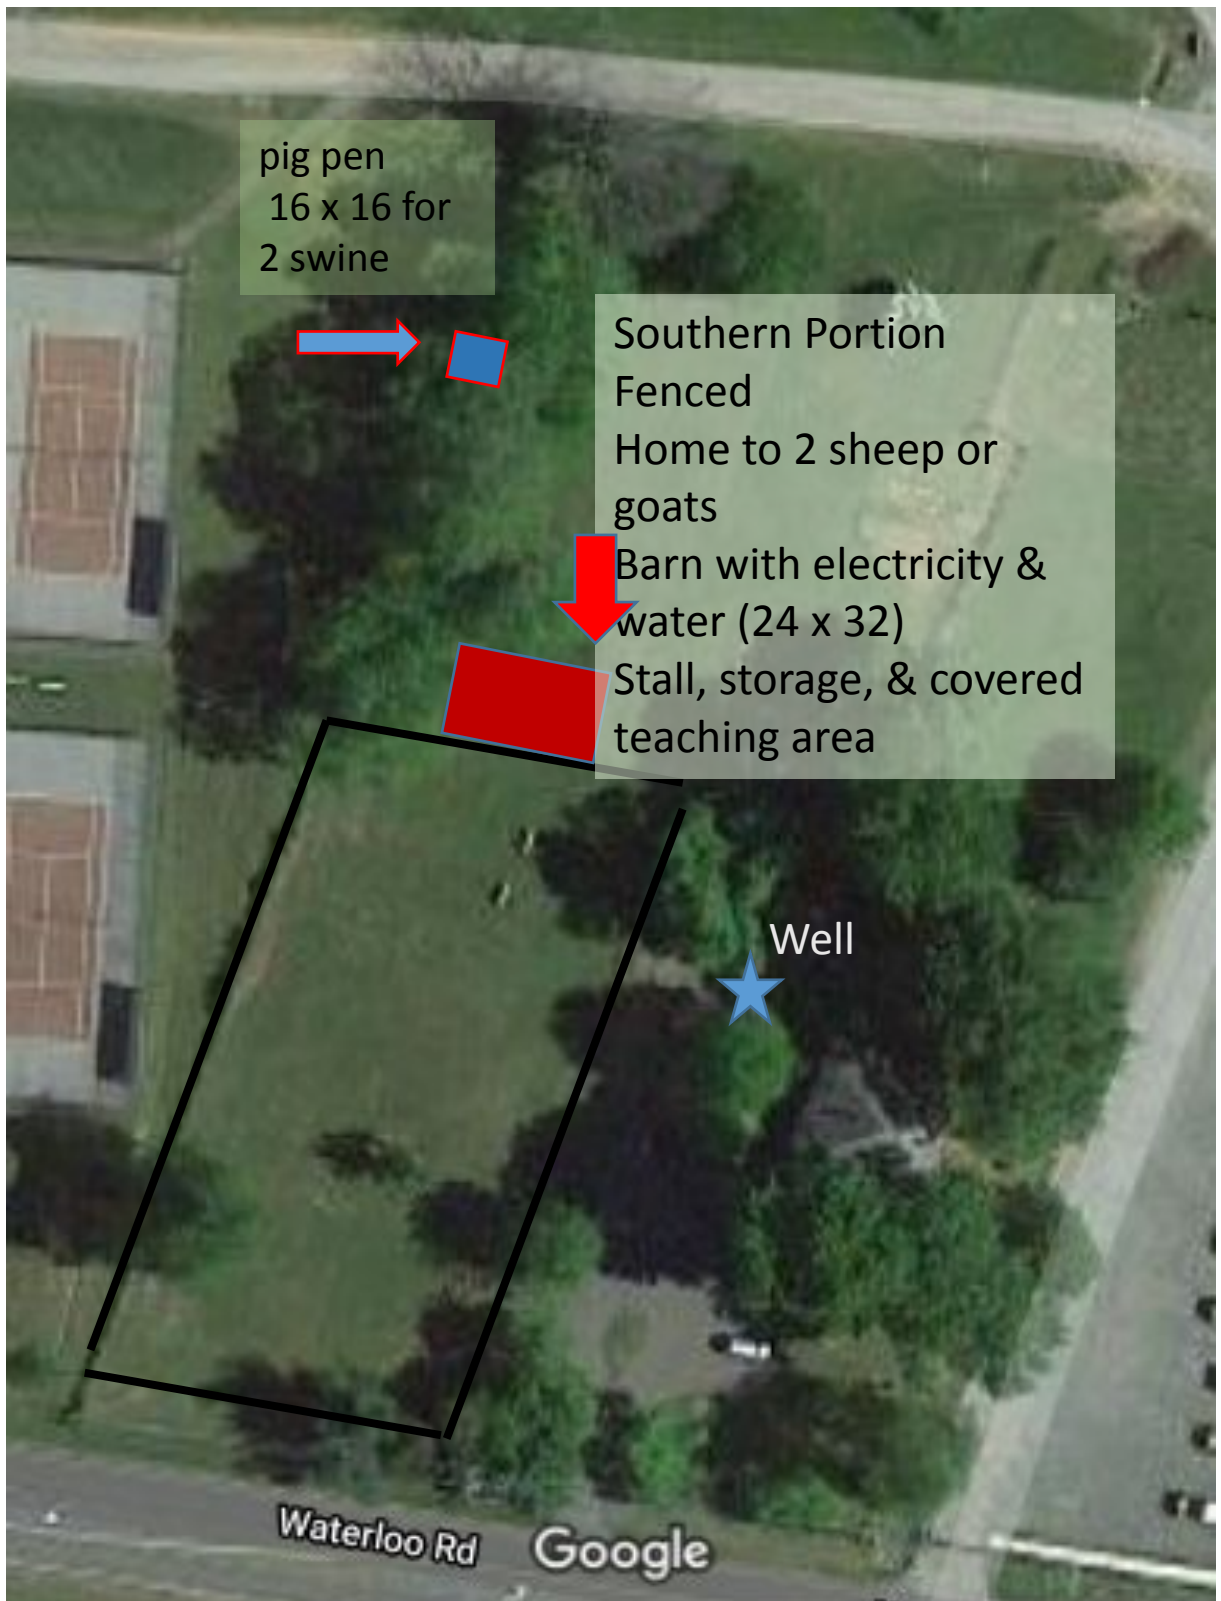 pig pen
16 x 16 for
2 swine
Southern Portion
Fenced
Home to 2 sheep or
goats
Barn with electricity &
water (24 x 32)
Stall, storage, & covered
teaching area
Well
Waterloo Rd
Google